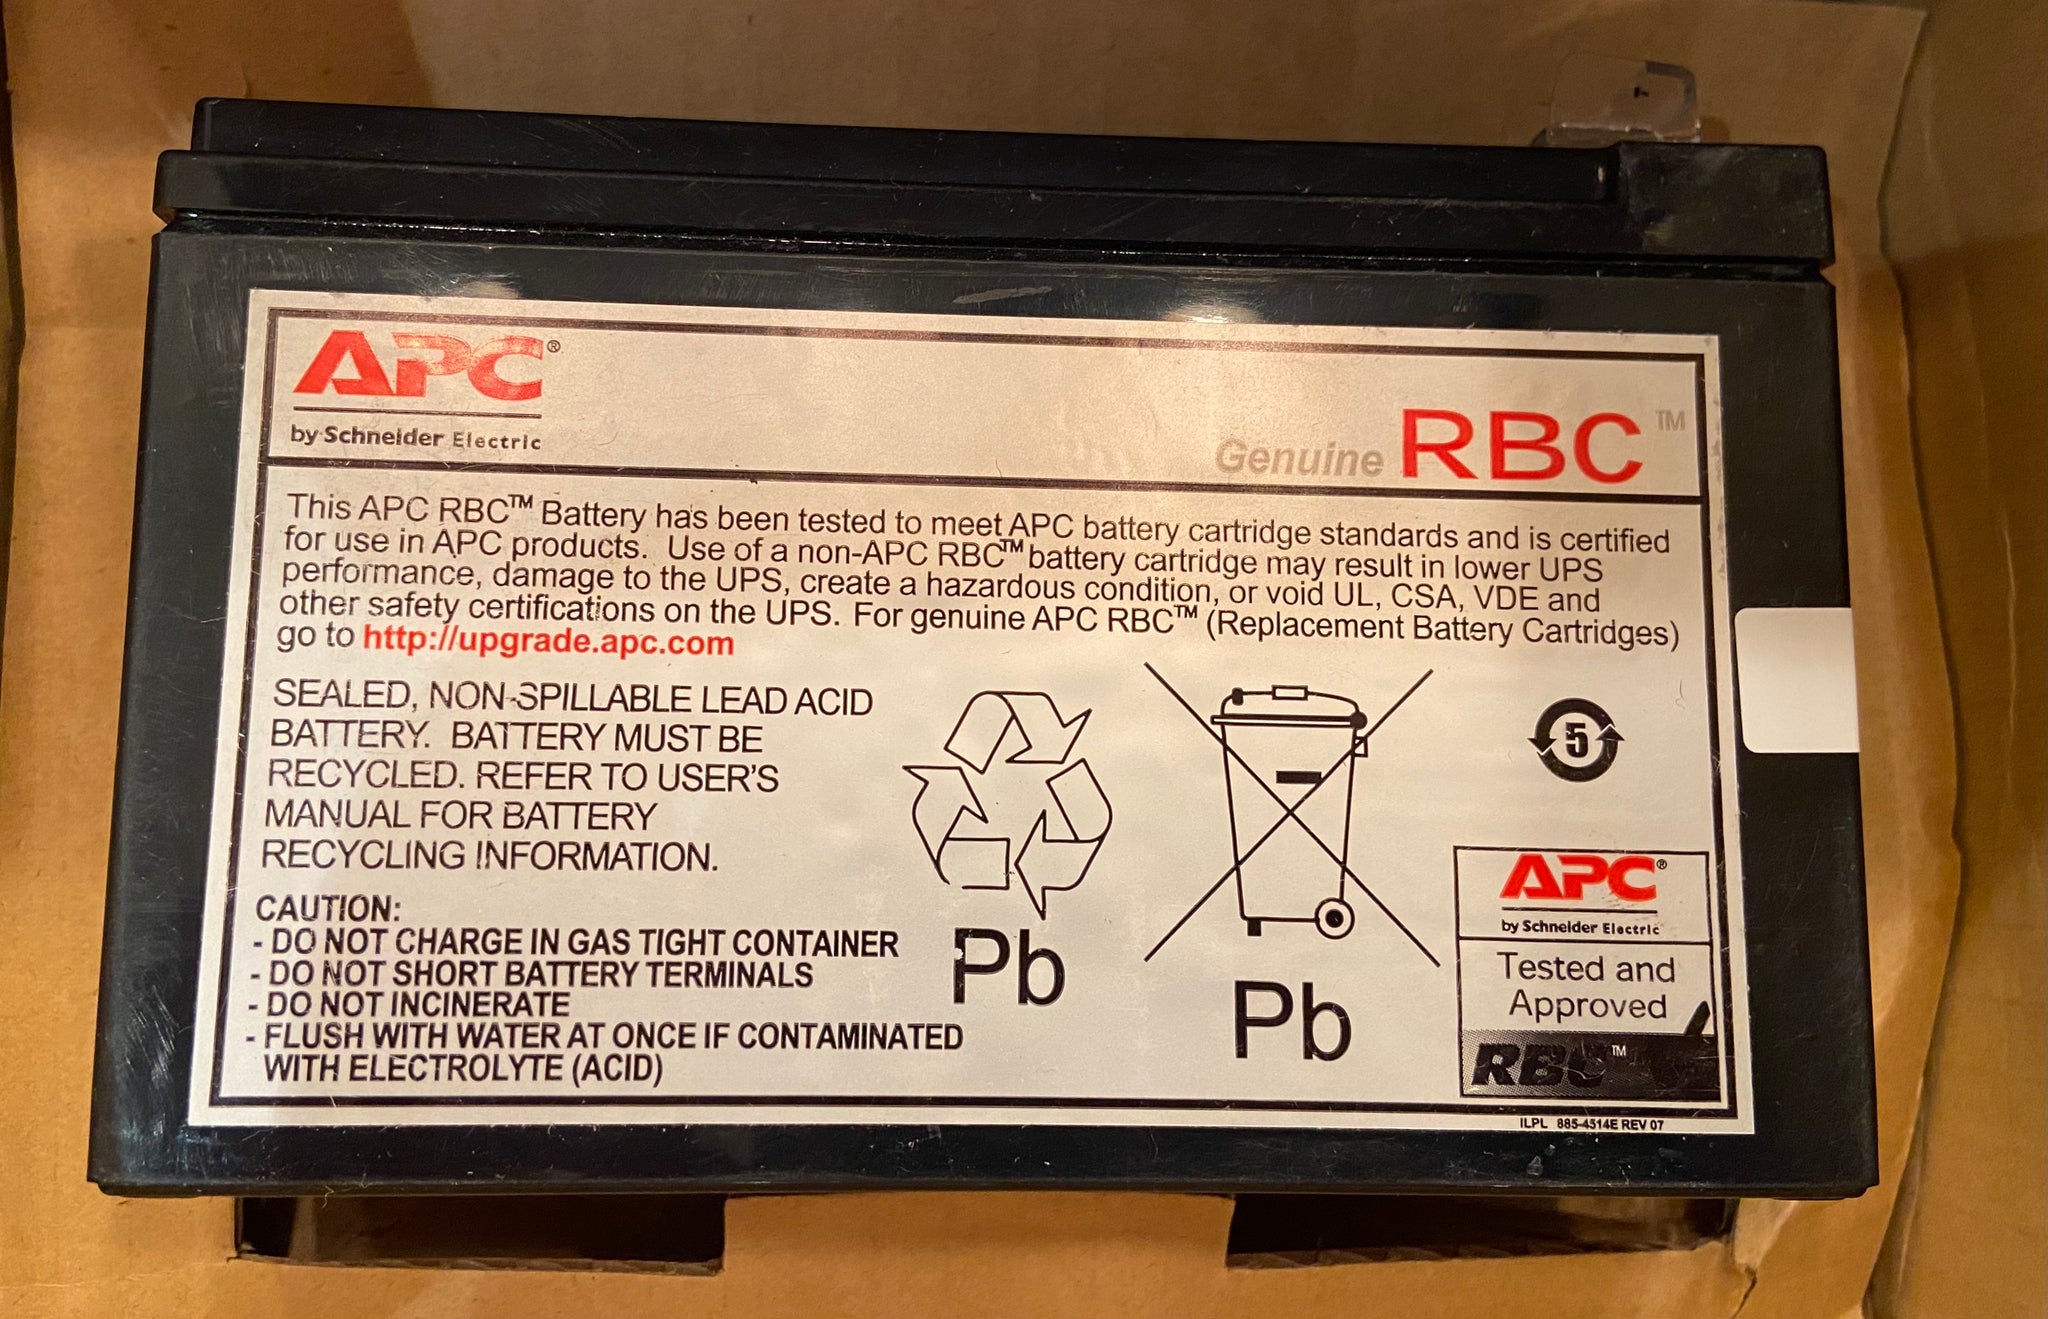 APC®
by Schneider Electric
Genuine RBC™
This APC RBC™ Battery has been tested to meet APC battery cartridge standards and is certified
for use in APC products. Use of a non-APC RBC™ battery cartridge may result in lower UPS
performance, damage to the UPS, create a hazardous condition, or void UL, CSA, VDE and
other safety certifications on the UPS. For genuine APC RBC™ (Replacement Battery Cartridges)
go to http://upgrade.apc.com
SEALED, NON-SPILLABLE LEAD ACID
BATTERY. BATTERY MUST BE
RECYCLED. REFER TO USER'S
MANUAL FOR BATTERY
RECYCLING INFORMATION.
CAUTION:
- DO NOT CHARGE IN GAS TIGHT CONTAINER
- DO NOT SHORT BATTERY TERMINALS
- DO NOT INCINERATE
- FLUSH WITH WATER AT ONCE IF CONTAMINATED
WITH ELECTROLYTE (ACID)
Pb
Pb
5
APC®
by Schneider Electric
Tested and
Approved
RBC™
ILPL 885-4514E REV 07